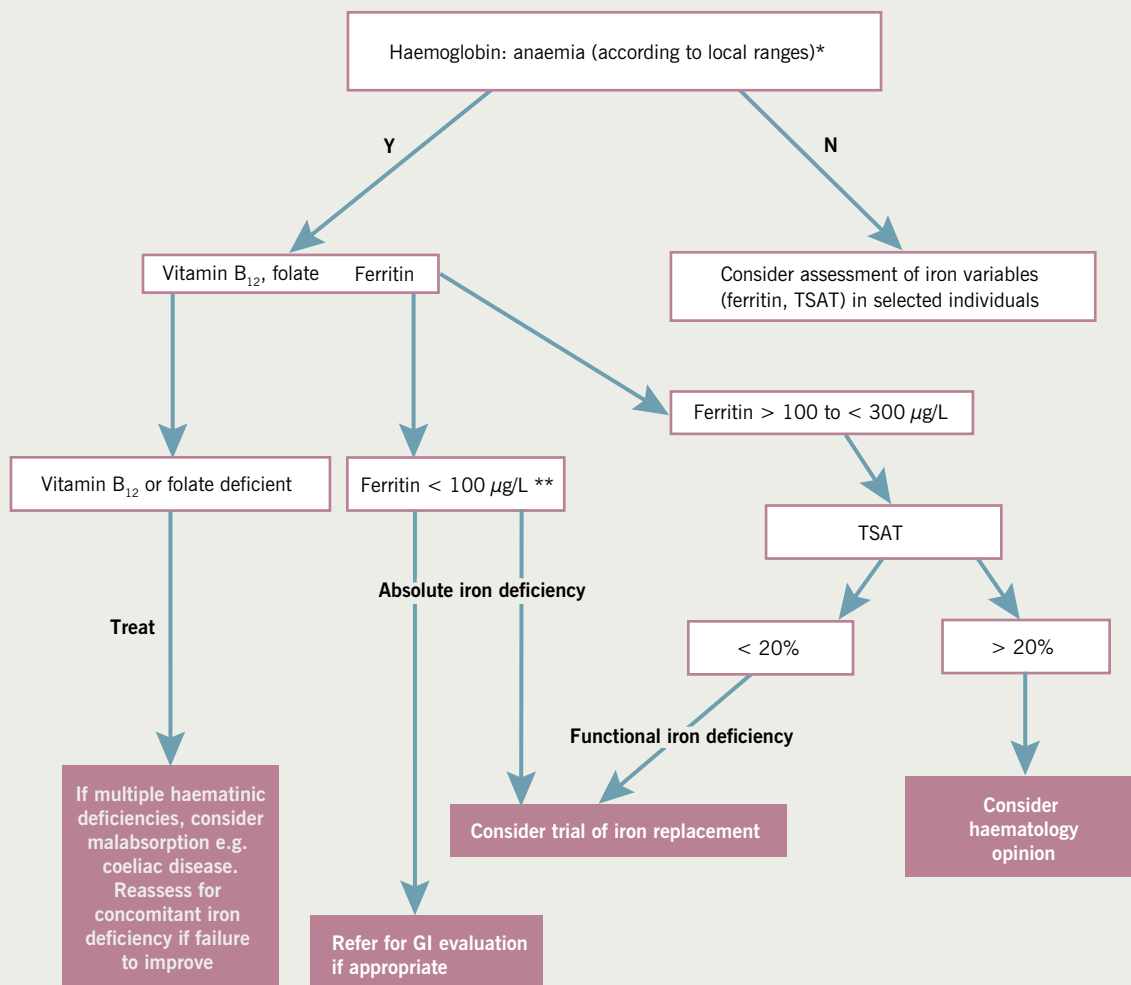 Haemoglobin: anaemia (according to local ranges)*
Y
N
Vitamin B₁₂, folate Ferritin
Consider assessment of iron variables
(ferritin, TSAT) in selected individuals
Ferritin > 100 to < 300 µg/L
Vitamin B₁₂ or folate deficient
Ferritin < 100 µg/L **
TSAT
Absolute iron deficiency
Treat
< 20%
> 20%
Functional iron deficiency
If multiple haematinic
deficiencies, consider
malabsorption e.g.
coeliac disease.
Reassess for
concomitant iron
deficiency if failure
to improve
Consider trial of iron replacement
Consider
haematology
opinion
Refer for GI evaluation
if appropriate